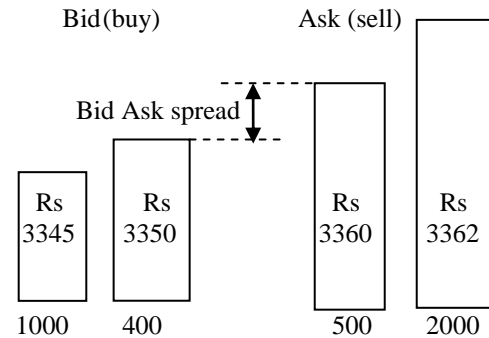 Bid(buy)
Ask (sell)
Bid Ask spread
Rs
3345
Rs
3350
Rs
3360
Rs
3362
1000
400
500
2000